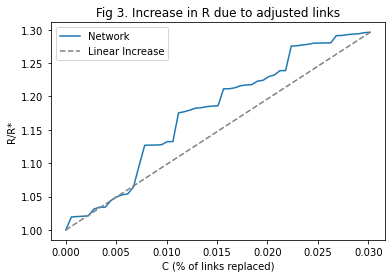 Fig 3. Increase in R due to adjusted links
Network
Linear Increase
R/R*
1.30
1.25
1.20
1.15
1.10
1.05
1.00
0.000 0.005 0.010 0.015 0.020 0.025 0.030
C (% of links replaced)